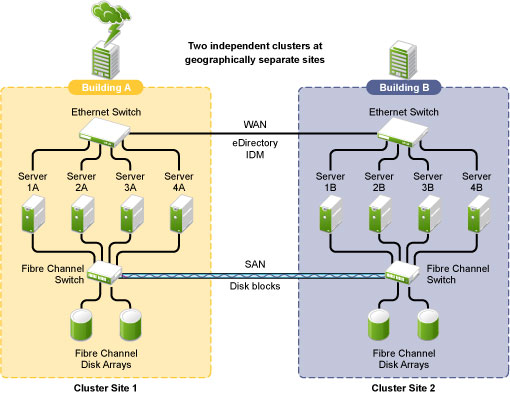 Two independent clusters at
geographically separate sites
Building A
Building B
Ethernet Switch
WAN
Ethernet Switch
eDirectory
IDM
Server
1A
Server
2A
Server
3A
Server
4A
Server
1B
Server
2B
Server
3B
Server
4B
Fibre Channel
Switch
SAN
Disk blocks
Fibre Channel
Switch
Fibre Channel
Disk Arrays
Fibre Channel
Disk Arrays
Cluster Site 1
Cluster Site 2